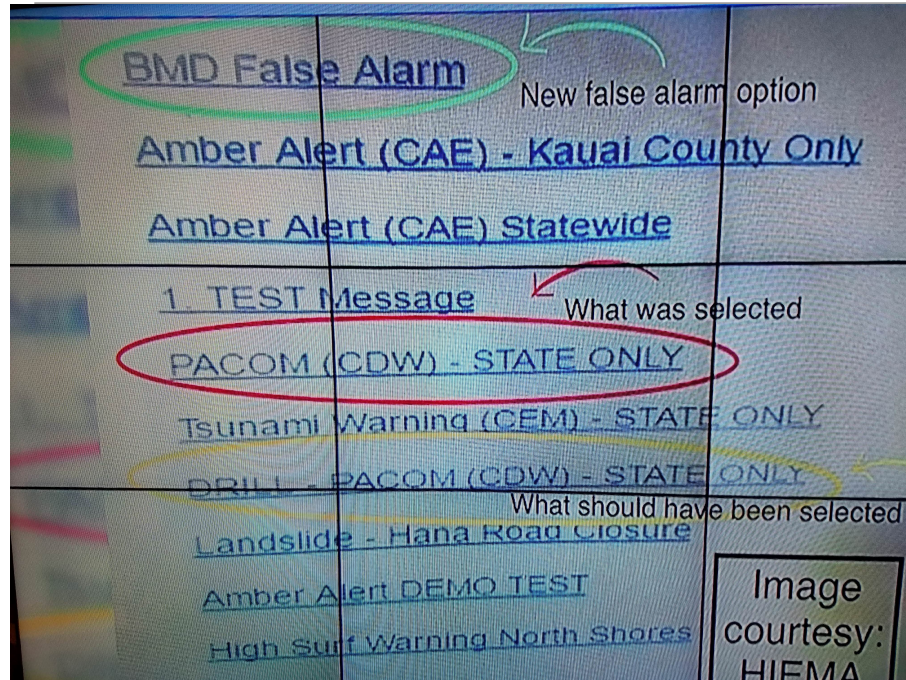 BMD False Alarm
New false alarm option
Amber Alert (CAE) - Kauai County Only
Amber Alert (CAE) Statewide
1. TEST Message
What was selected
PACOM (CDW) - STATE ONLY
Tsunami Warning (CEM) - STATE ONLY
DRILL - PACOM (CDW) - STATE ONLY
What should have been selected
Landslide - Hana Road Closure
Amber Alert DEMO TEST
High Surf Warning North Shores
Image
courtesy:
HIEMA